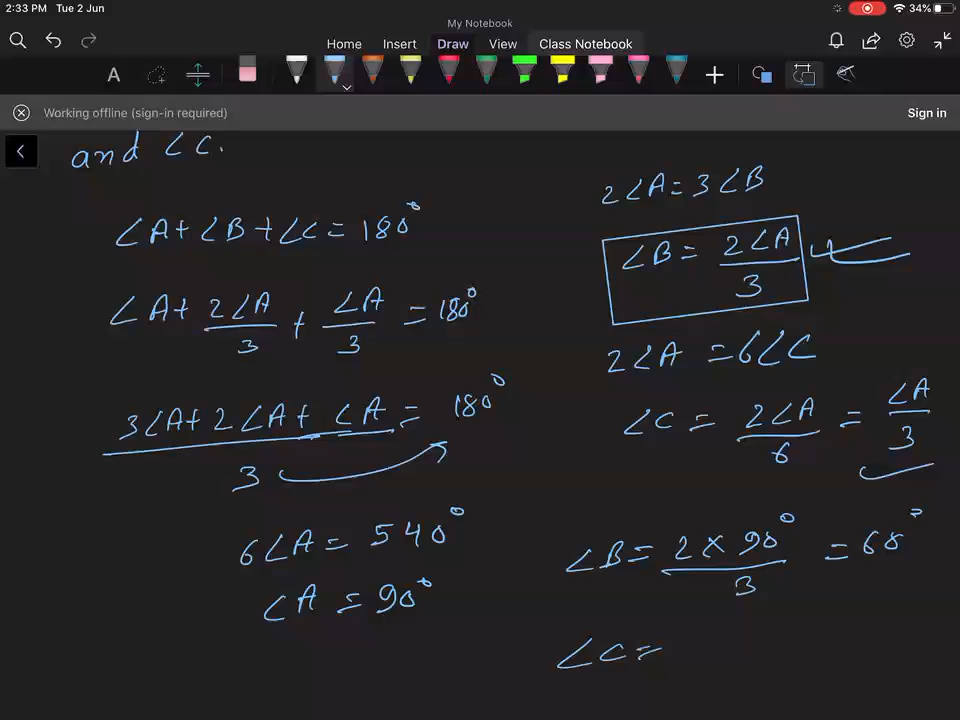 2:33 PM Tue 2 Jun
34%
My Notebook
Home Insert Draw View Class Notebook
A
Working offline (sign-in required) Sign in
and ∠C.
∠A+∠B+∠C=180°
∠A+ 2∠A/3 + ∠A/3 =180°
3∠A+2∠A+∠A/3 = 180°
6∠A= 540°
∠A = 90°
2∠A=3∠B
∠B= 2∠A/3
2∠A =6∠C
∠C = 2∠A/6 = ∠A/3
∠B= 2×90°/3 =60°
∠C=